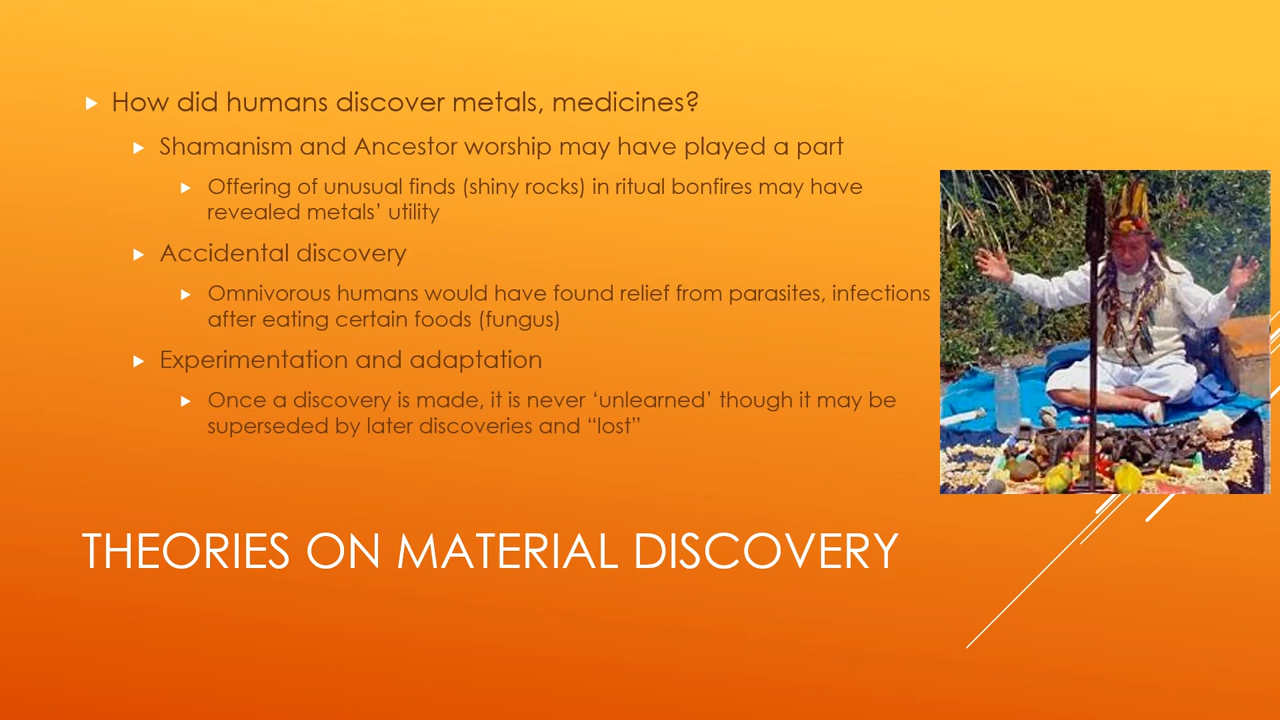 How did humans discover metals, medicines?
Shamanism and Ancestor worship may have played a part
Offering of unusual finds (shiny rocks) in ritual bonfires may have
revealed metals’ utility
Accidental discovery
Omnivorous humans would have found relief from parasites, infections
after eating certain foods (fungus)
Experimentation and adaptation
Once a discovery is made, it is never ‘unlearned’ though it may be
superseded by later discoveries and “lost”
THEORIES ON MATERIAL DISCOVERY